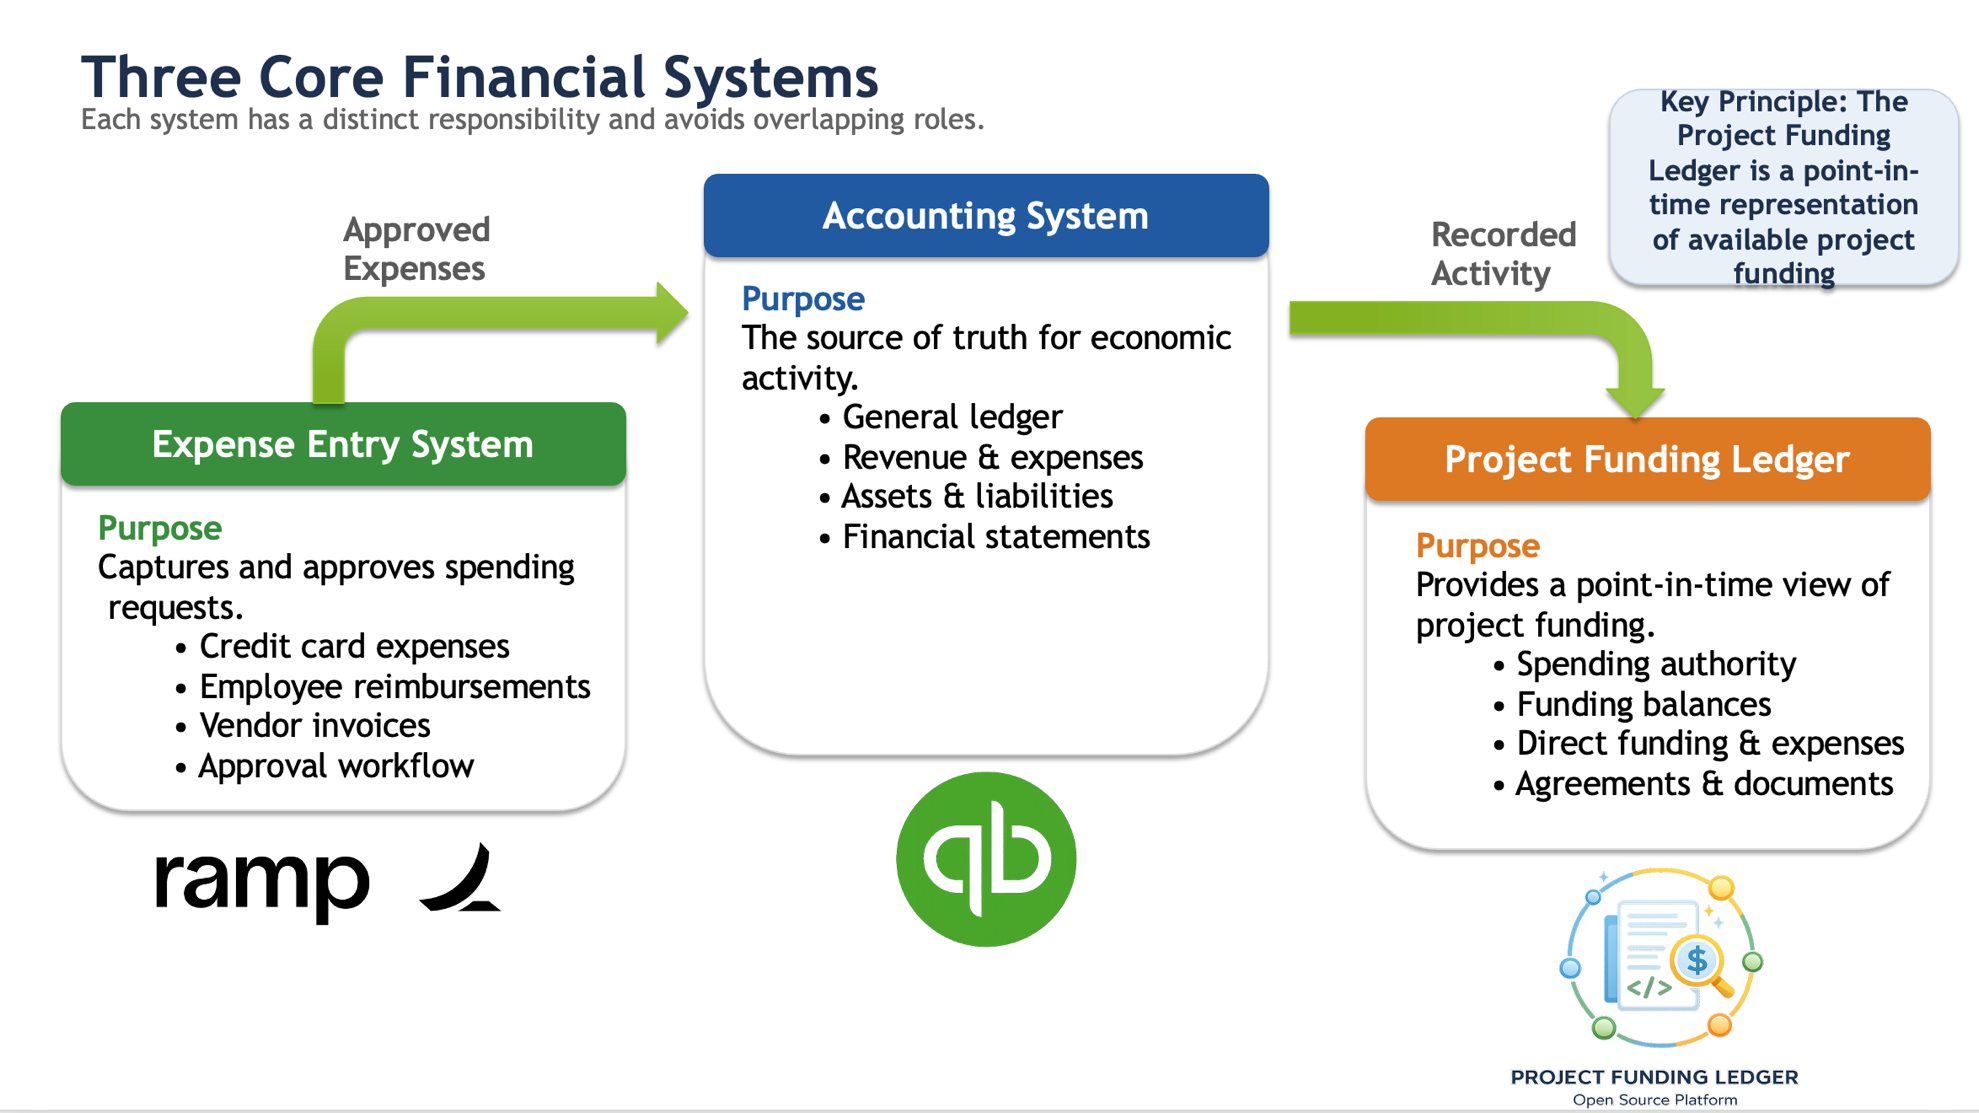 Three Core Financial Systems
Each system has a distinct responsibility and avoids overlapping roles.
Key Principle: The
Project Funding
Ledger is a point-in-
time representation
of available project
funding
Approved
Expenses
Recorded
Activity
Expense Entry System
Purpose
Captures and approves spending
requests.
• Credit card expenses
• Employee reimbursements
• Vendor invoices
• Approval workflow
ramp
Accounting System
Purpose
The source of truth for economic
activity.
• General ledger
• Revenue & expenses
• Assets & liabilities
• Financial statements
qb
Project Funding Ledger
Purpose
Provides a point-in-time view of
project funding.
• Spending authority
• Funding balances
• Direct funding & expenses
• Agreements & documents
$
</>
PROJECT FUNDING LEDGER
Open Source Platform